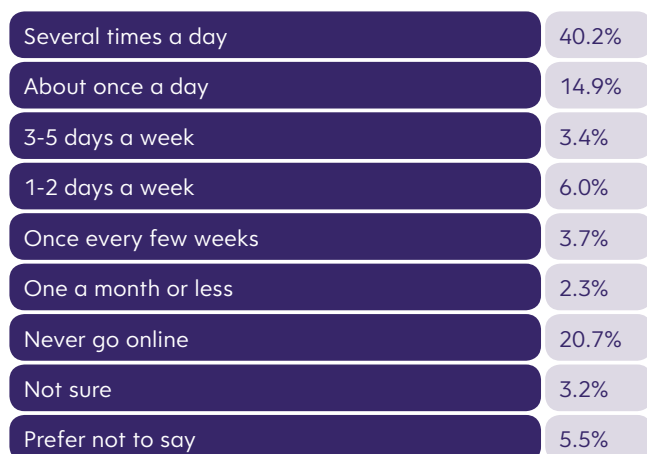 Several times a day 40.2%
About once a day 14.9%
3-5 days a week 3.4%
1-2 days a week 6.0%
Once every few weeks 3.7%
One a month or less 2.3%
Never go online 20.7%
Not sure 3.2%
Prefer not to say 5.5%